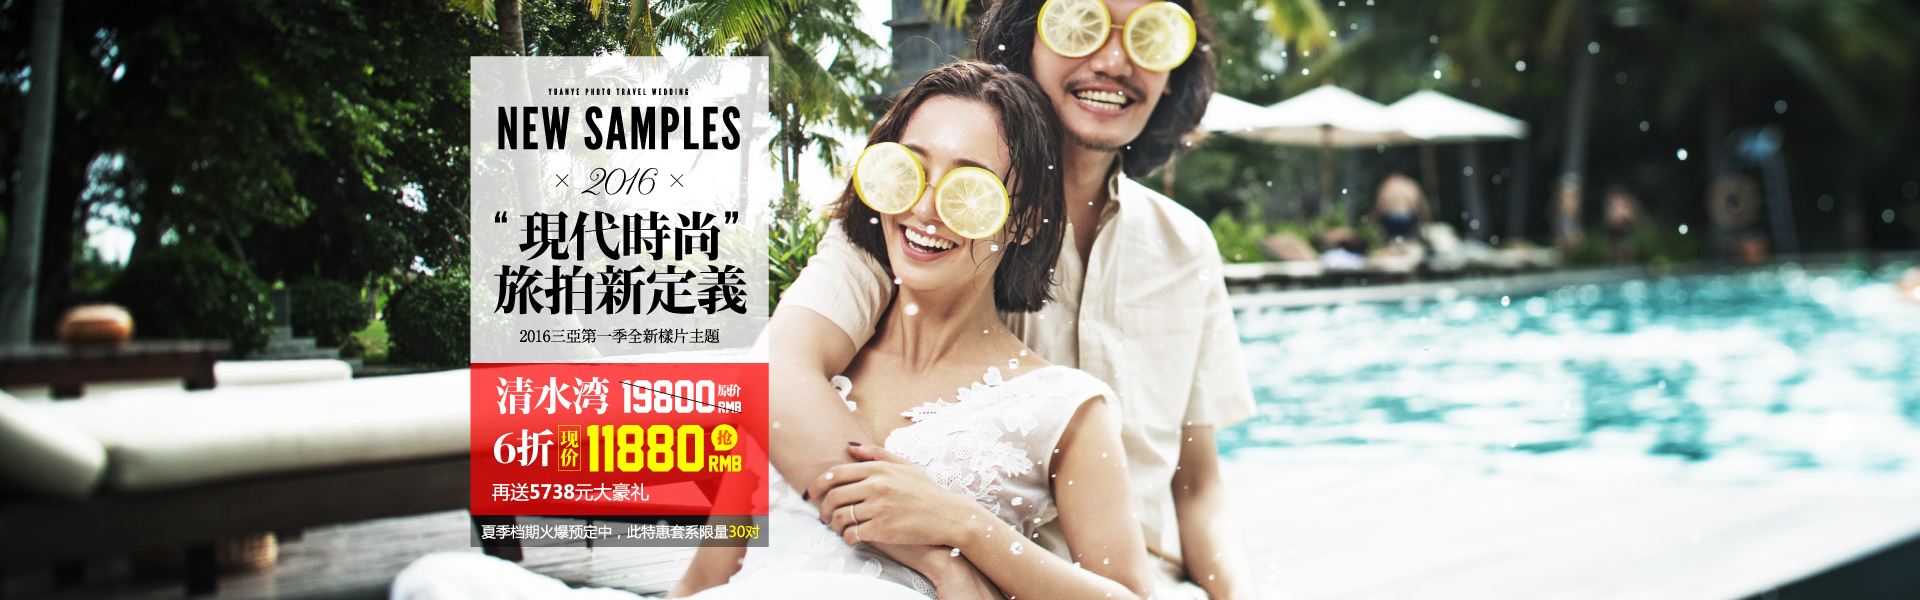 YUANYE PHOTO TRAVEL WEDDING
NEW SAMPLES
× 2016 ×
“現代時尚”
旅拍新定義
2016三亞第一季全新樣片主題
清水湾 19800 原价 RMB
6折 现价 11880 抢 RMB
再送5738元大豪礼
夏季档期火爆预定中，此特惠套系限量30对